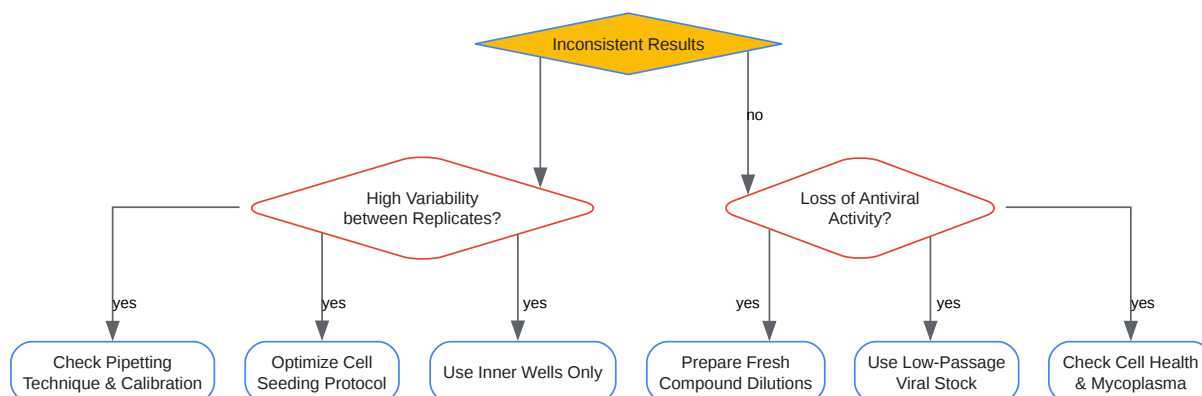 Inconsistent Results
no
High Variability
between Replicates?
Loss of Antiviral
Activity?
yes
yes
yes
yes
yes
yes
Check Pipetting
Technique & Calibration
Optimize Cell
Seeding Protocol
Use Inner Wells Only
Prepare Fresh
Compound Dilutions
Use Low-Passage
Viral Stock
Check Cell Health
& Mycoplasma